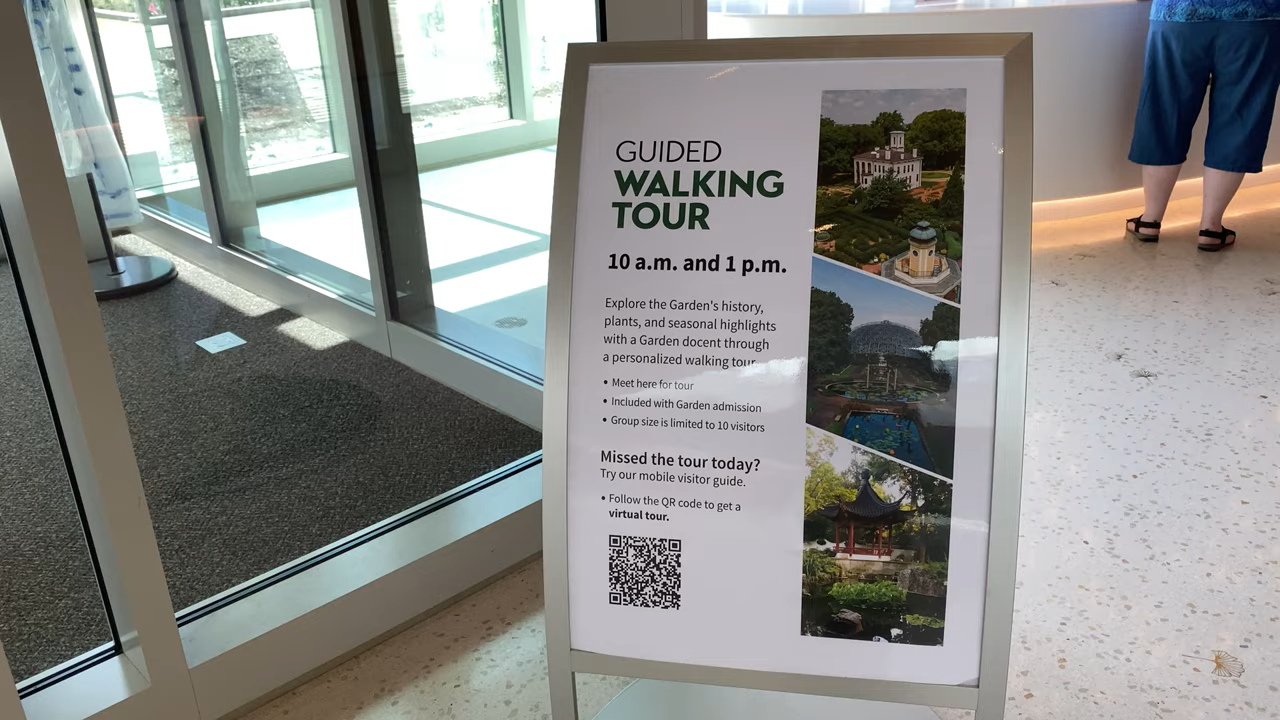 GUIDED
WALKING
TOUR
10 a.m. and 1 p.m.
Explore the Garden's history,
plants, and seasonal highlights
with a Garden docent through
a personalized walking tour.
• Meet here for tour
• Included with Garden admission
• Group size is limited to 10 visitors
Missed the tour today?
Try our mobile visitor guide.
• Follow the QR code to get a
virtual tour.